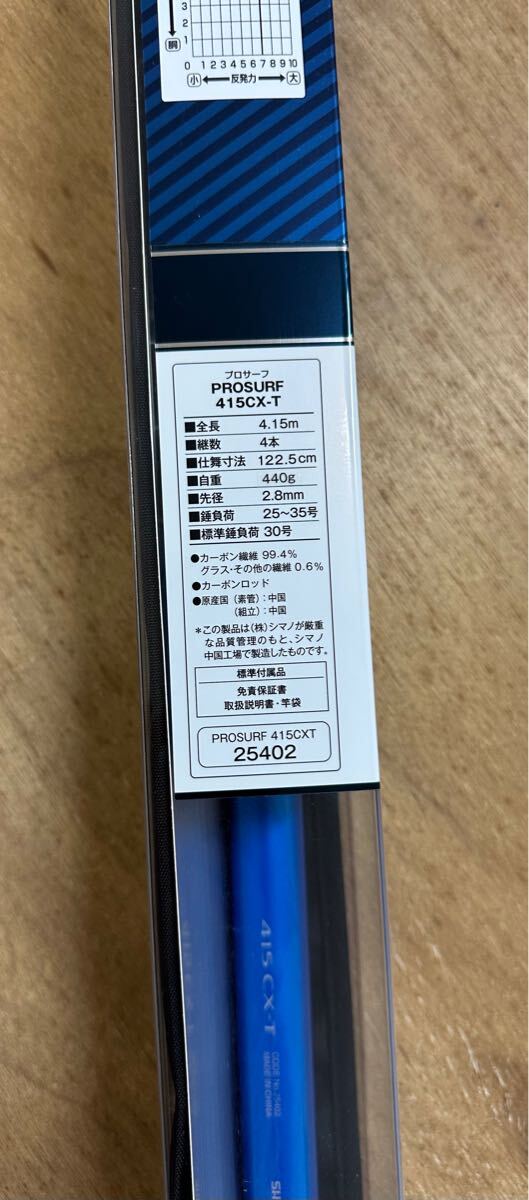 3
2
1
胴
0 1 2 3 4 5 6 7 8 9 10
小 ← 反発力 → 大
プロサーフ
PROSURF
415CX-T
■全長 4.15m
■継数 4本
■仕舞寸法 122.5cm
■自重 440g
■先径 2.8mm
■錘負荷 25〜35号
■標準錘負荷 30号
●カーボン繊維 99.4%
グラス・その他の繊維 0.6%
●カーボンロッド
●原産国(素管):中国
(組立):中国
*この製品は(株)シマノが厳重
な品質管理のもと、シマノ
中国工場で製造したものです。
標準付属品
免責保証書
取扱説明書・竿袋
PROSURF 415CXT
25402
415CX-T
CODE No.25402
MADE IN CHINA